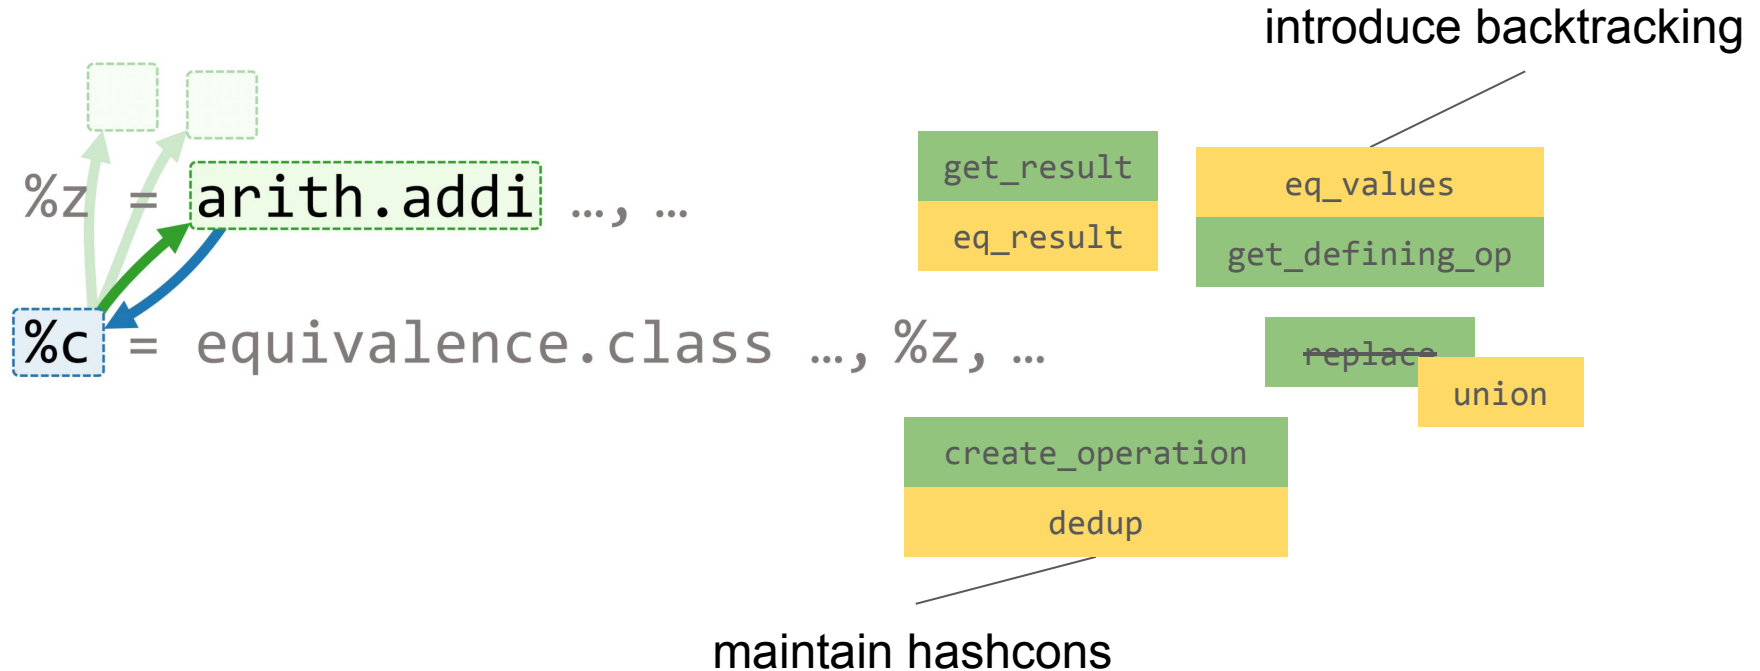 introduce backtracking
%z = arith.addi …, …
%c = equivalence.class …, %z, …
get_result
eq_result
eq_values
get_defining_op
replace
union
create_operation
dedup
maintain hashcons